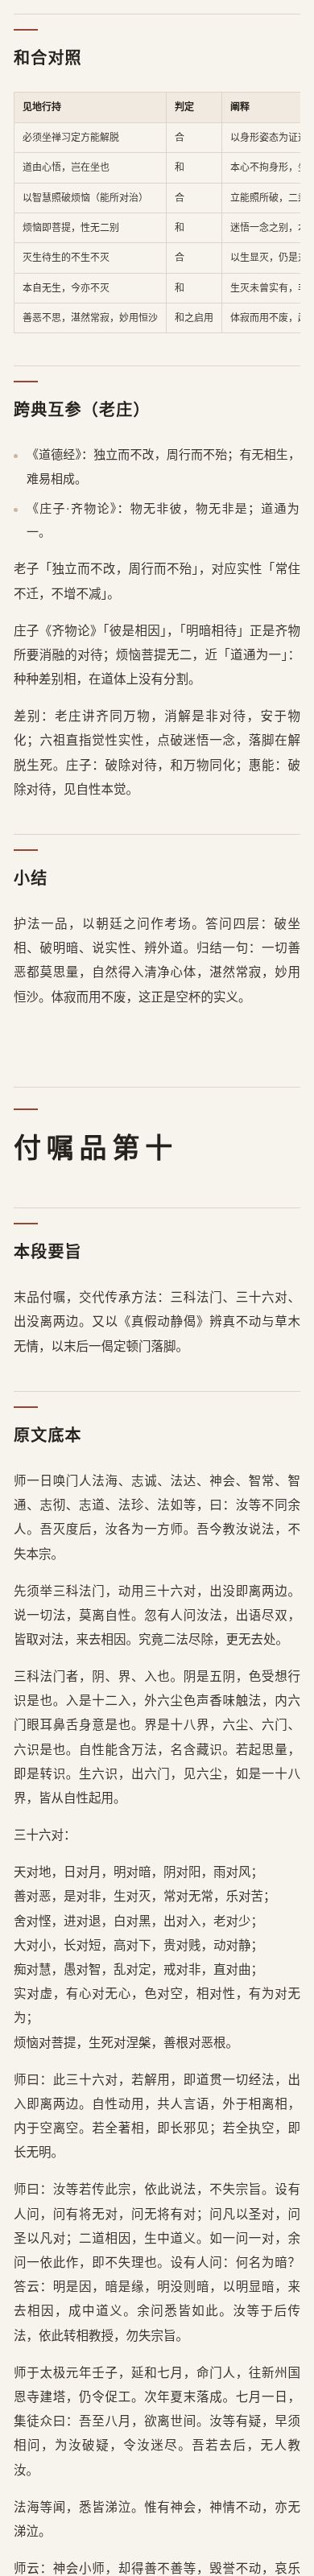 和合对照
见地行持 判定 阐释
必须坐禅习定方能解脱 合 以身形姿态为证
道由心悟，岂在坐也 和 本心不拘身形，
以智慧照破烦恼（能所对治） 合 立能照所破，二
烦恼即菩提，性无二别 和 迷悟一念之别，
灭生待生的不生不灭 合 以生显灭，仍是
本自无生，今亦不灭 和 生灭未曾实有，
善恶不思，湛然常寂，妙用恒沙 和之启用 体寂而用不废，
跨典互参（老庄）
《道德经》：独立而不改，周行而不殆；有无相生，
难易相成。
《庄子·齐物论》：物无非彼，物无非是；道通为
一。
老子「独立而不改，周行而不殆」，对应实性「常住
不迁，不增不减」。
庄子《齐物论》「彼是相因」，「明暗相待」正是齐物
所要消融的对待；烦恼菩提无二，近「道通为一」：
种种差别相，在道体上没有分割。
差别：老庄讲齐同万物，消解是非对待，安于物
化；六祖直指觉性实性，点破迷悟一念，落脚在解
脱生死。庄子：破除对待，和万物同化；惠能：破
除对待，见自性本觉。
小结
护法一品，以朝廷之问作考场。答问四层：破坐
相、破明暗、说实性、辨外道。归结一句：一切善
恶都莫思量，自然得入清净心体，湛然常寂，妙用
恒沙。体寂而用不废，这正是空杯的实义。
付嘱品第十
本段要旨
末品付嘱，交代传承方法：三科法门、三十六对、
出没离两边。又以《真假动静偈》辨真不动与草木
无情，以末后一偈定顿门落脚。
原文底本
师一日唤门人法海、志诚、法达、神会、智常、智
通、志彻、志道、法珍、法如等，曰：汝等不同余
人。吾灭度后，汝各为一方师。吾今教汝说法，不
失本宗。
先须举三科法门，动用三十六对，出没即离两边。
说一切法，莫离自性。忽有人问汝法，出语尽双，
皆取对法，来去相因。究竟二法尽除，更无去处。
三科法门者，阴、界、入也。阴是五阴，色受想行
识是也。入是十二入，外六尘色声香味触法，内六
门眼耳鼻舌身意是也。界是十八界，六尘、六门、
六识是也。自性能含万法，名含藏识。若起思量，
即是转识。生六识，出六门，见六尘，如是一十八
界，皆从自性起用。
三十六对：
天对地，日对月，明对暗，阴对阳，雨对风；
善对恶，是对非，生对灭，常对无常，乐对苦；
舍对悭，进对退，白对黑，出对入，老对少；
大对小，长对短，高对下，贵对贱，动对静；
痴对慧，愚对智，乱对定，戒对非，直对曲；
实对虚，有心对无心，色对空，相对性，有为对无
为；
烦恼对菩提，生死对涅槃，善根对恶根。
师曰：此三十六对，若解用，即道贯一切经法，出
入即离两边。自性动用，共人言语，外于相离相，
内于空离空。若全著相，即长邪见；若全执空，即
长无明。
师曰：汝等若传此宗，依此说法，不失宗旨。设有
人问，问有将无对，问无将有对；问凡以圣对，问
圣以凡对；二道相因，生中道义。如一问一对，余
问一依此作，即不失理也。设有人问：何名为暗？
答云：明是因，暗是缘，明没则暗，以明显暗，来
去相因，成中道义。余问悉皆如此。汝等于后传
法，依此转相教授，勿失宗旨。
师于太极元年壬子，延和七月，命门人，往新州国
恩寺建塔，仍令促工。次年夏末落成。七月一日，
集徒众曰：吾至八月，欲离世间。汝等有疑，早须
相问，为汝破疑，令汝迷尽。吾若去后，无人教
汝。
法海等闻，悉皆涕泣。惟有神会，神情不动，亦无
涕泣。
师云：神会小师，却得善不善等，毁誉不动，哀乐